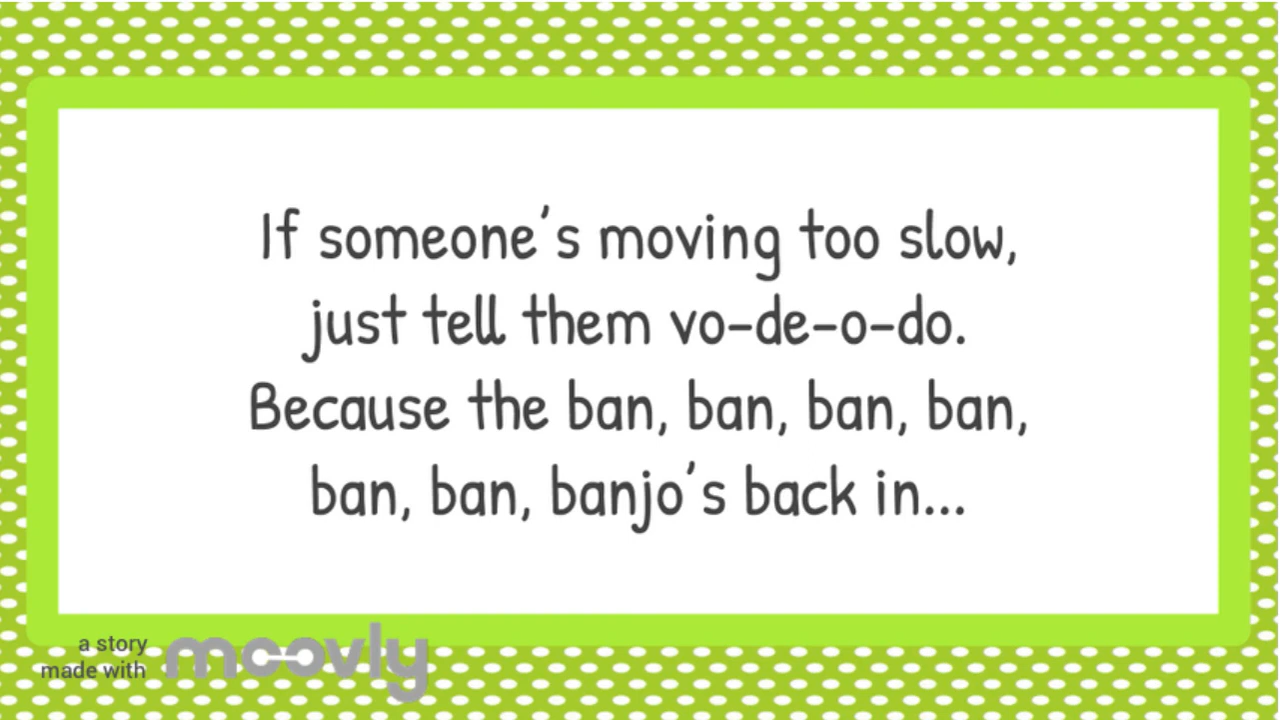 If someone's moving too slow,
just tell them vo-de-o-do.
Because the ban, ban, ban, ban,
ban, ban, banjo's back in...
a story
made with moovly